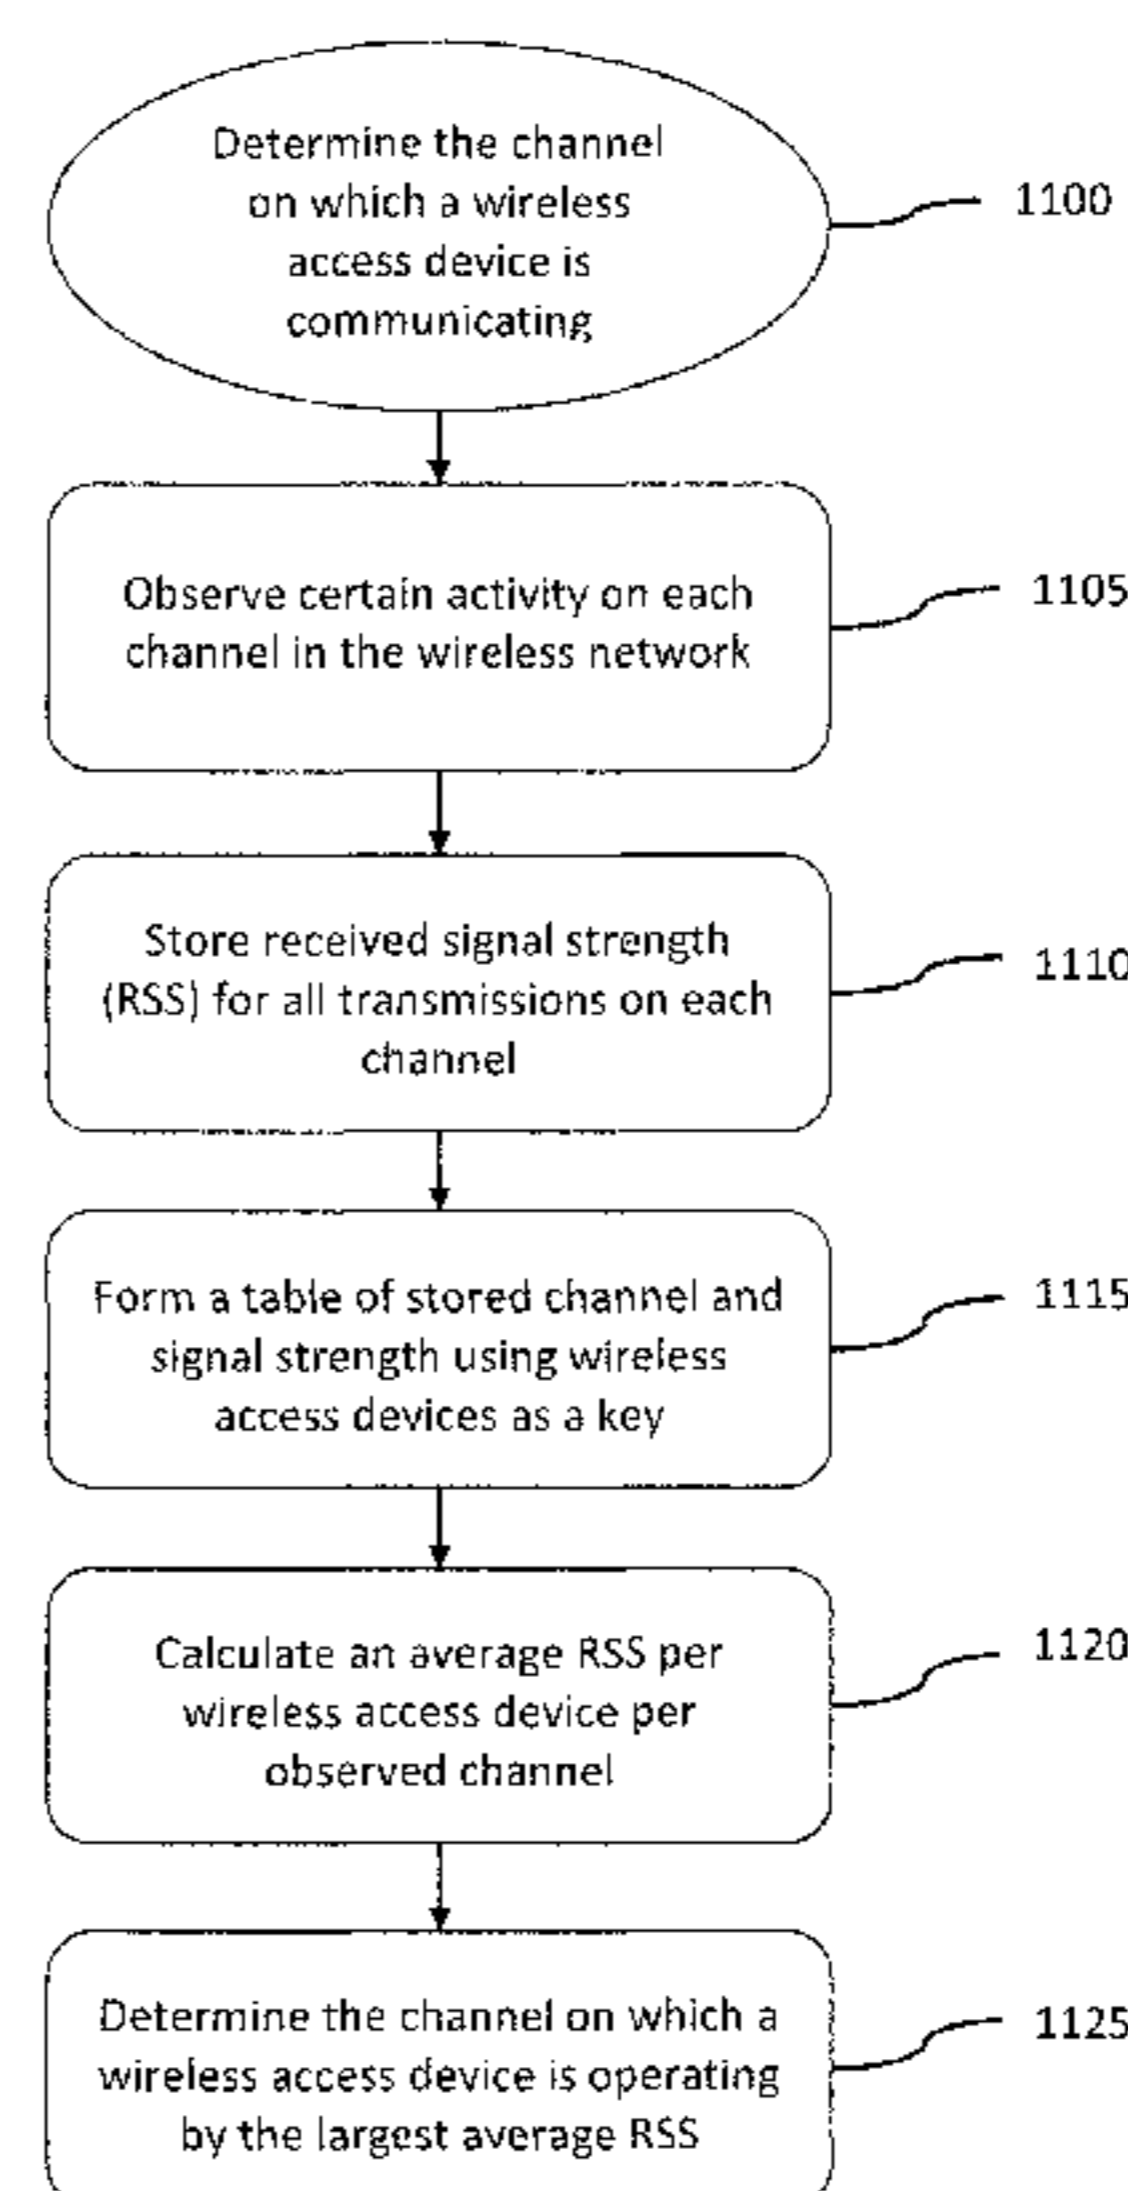 Determine the channel
on which a wireless
access device is
communicating
1100
Observe certain activity on each
channel in the wireless network
1105
Store received signal strength
(RSS) for all transmissions on each
channel
1110
Form a table of stored channel and
signal strength using wireless
access devices as a key
1115
Calculate an average RSS per
wireless access device per
observed channel
1120
Determine the channel on which a
wireless access device is operating
by the largest average RSS
1125